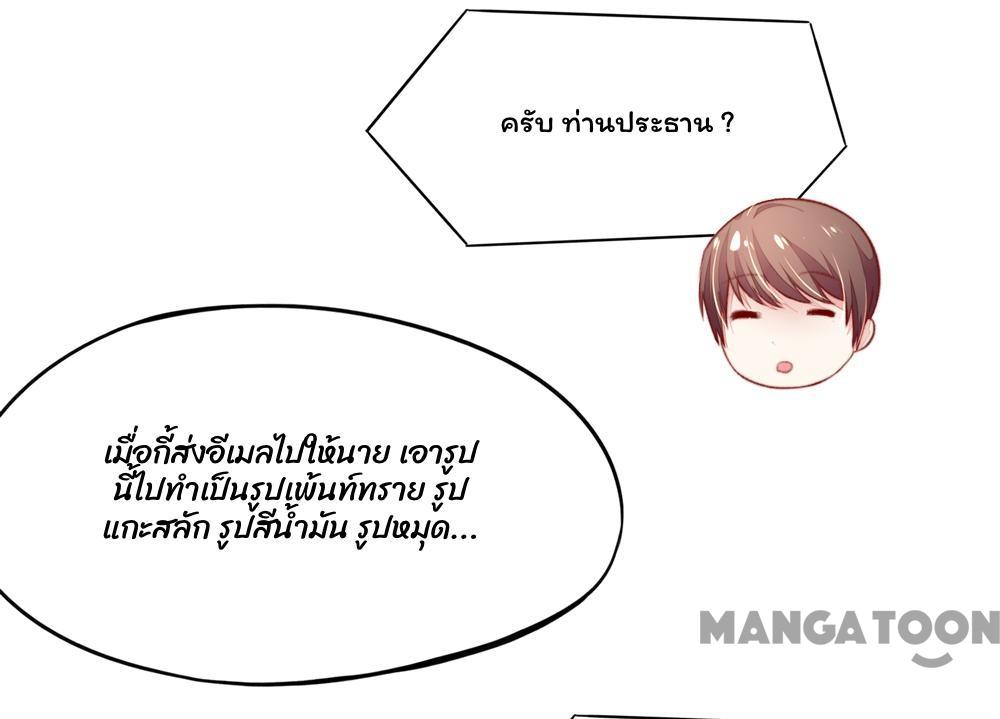 ครับ ท่านประธาน ?
เมื่อกี้ส่งอีเมลไปให้นาย เอารูป
นี้ไปทำเป็นรูปเพ้นท์ทราย รูป
แกะสลัก รูปสีน้ำมัน รูปหมุด...
MANGATOON